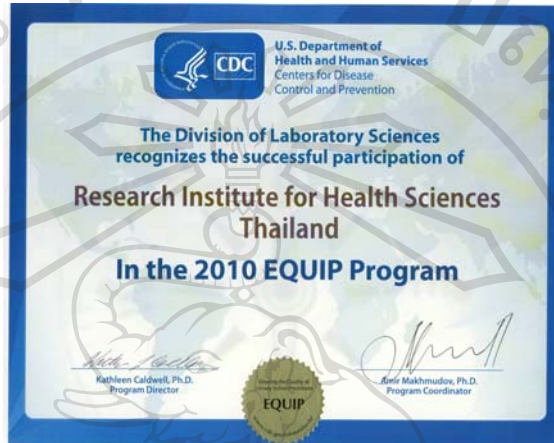 CDC
U.S. Department of
Health and Human Services
Centers for Disease
Control and Prevention
The Division of Laboratory Sciences
recognizes the successful participation of
Research Institute for Health Sciences
Thailand
In the 2010 EQUIP Program
Kathleen Caldwell, Ph.D.
Program Director
EQUIP
Amir Makhmudov, Ph.D.
Program Coordinator